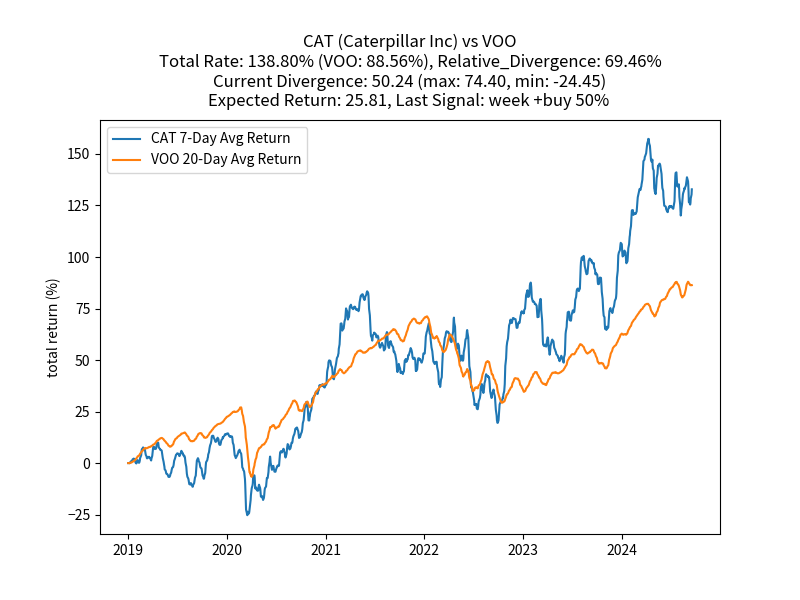 CAT (Caterpillar Inc) vs VOO
Total Rate: 138.80% (VOO: 88.56%), Relative_Divergence: 69.46%
Current Divergence: 50.24 (max: 74.40, min: -24.45)
Expected Return: 25.81, Last Signal: week +buy 50%
CAT 7-Day Avg Return
VOO 20-Day Avg Return
total return (%)
150
125
100
75
50
25
0
−25
2019 2020 2021 2022 2023 2024